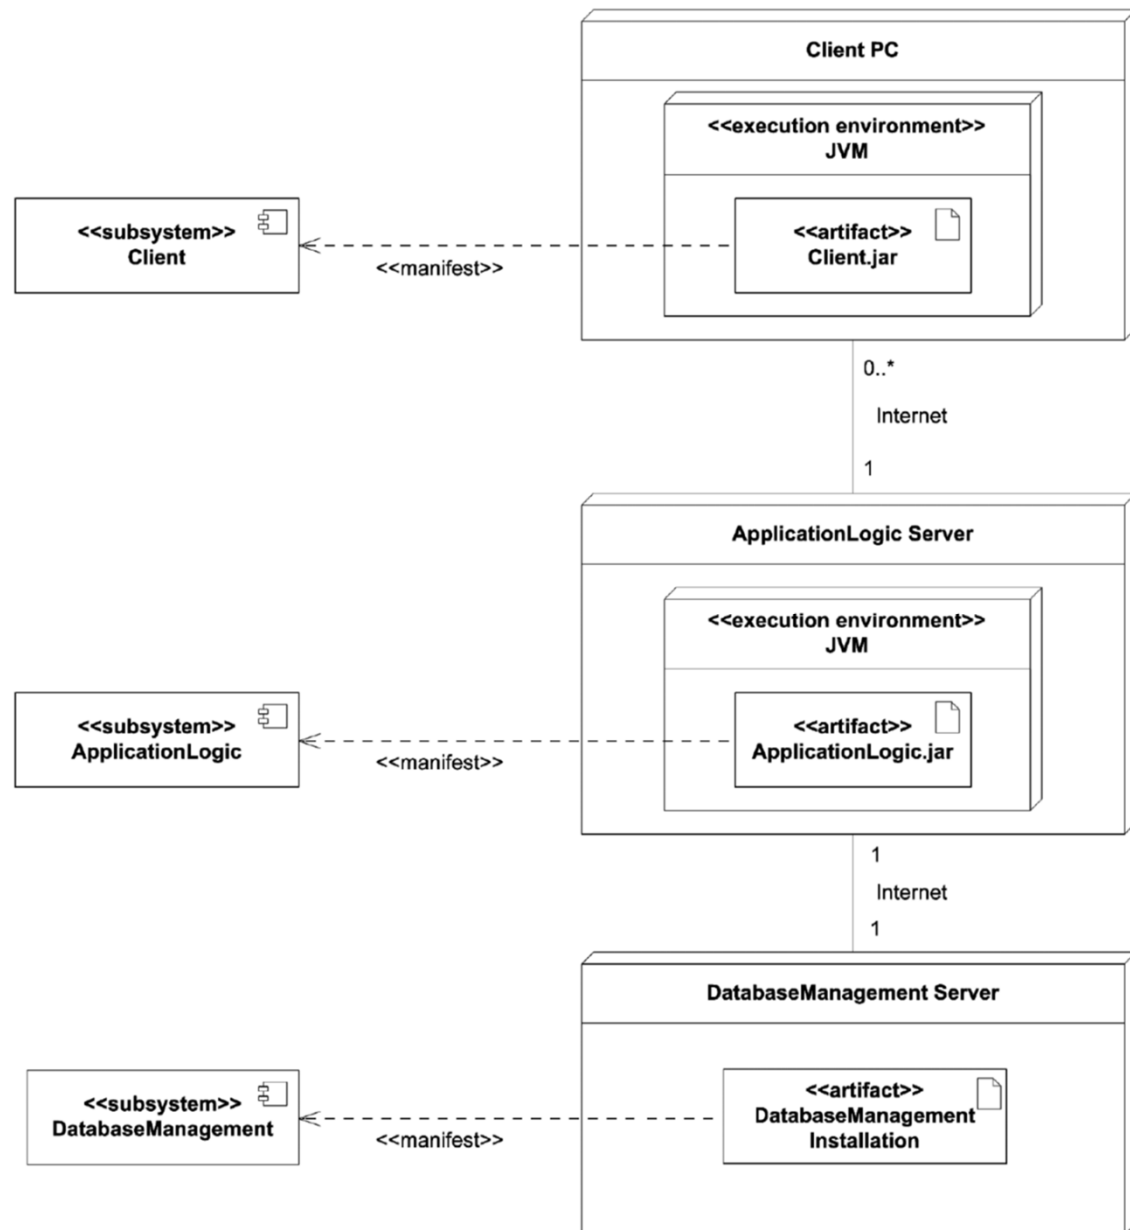 Client PC
<<execution environment>>
JVM
<<subsystem>>
Client
<<manifest>>
<<artifact>>
Client.jar
0..*
Internet
1
ApplicationLogic Server
<<execution environment>>
JVM
<<subsystem>>
ApplicationLogic
<<manifest>>
<<artifact>>
ApplicationLogic.jar
1
Internet
1
DatabaseManagement Server
<<subsystem>>
DatabaseManagement
<<manifest>>
<<artifact>>
DatabaseManagement
Installation